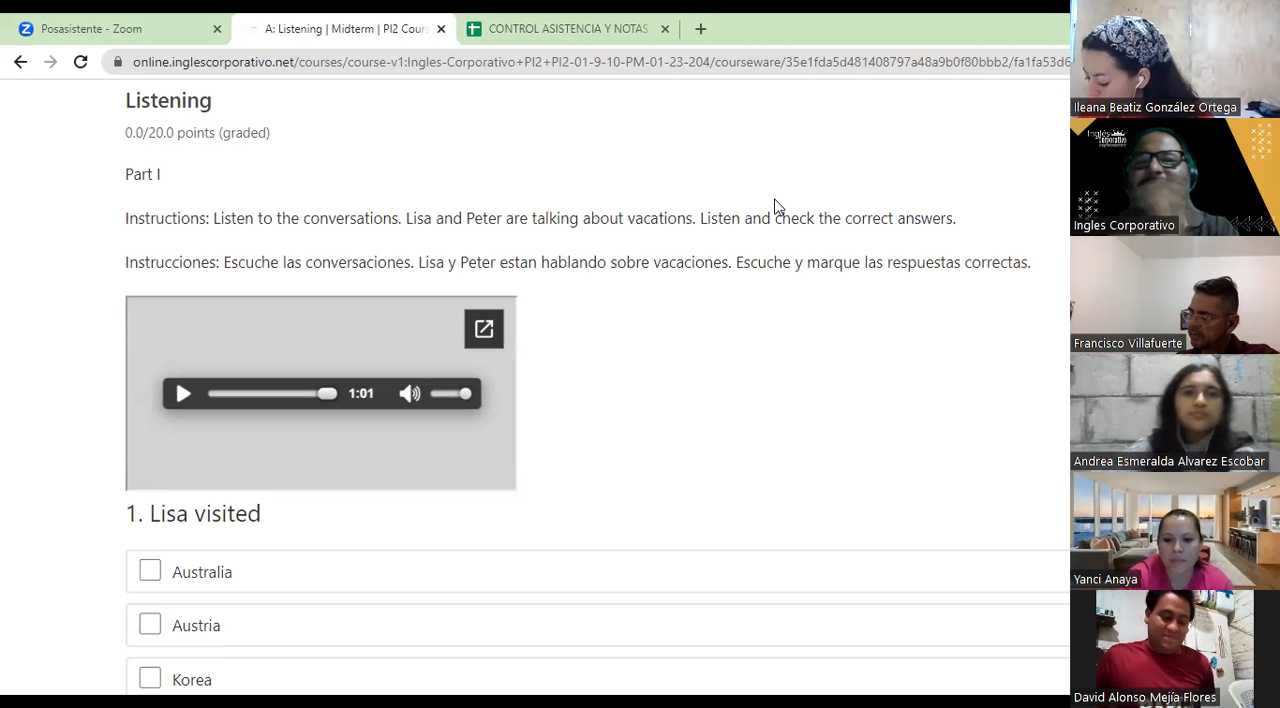 Posasistente - Zoom
A: Listening | Midterm | PI2 Cours
CONTROL ASISTENCIA Y NOTAS
online.inglescorporativo.net/courses/course-v1:Ingles-Corporativo+PI2+PI2-01-9-10-PM-01-23-204/courseware/35e1fda5d481408797a48a9b0f80bbb2/fa1fa53d6
Listening
0.0/20.0 points (graded)
Part I
Instructions: Listen to the conversations. Lisa and Peter are talking about vacations. Listen and check the correct answers.
Instrucciones: Escuche las conversaciones. Lisa y Peter estan hablando sobre vacaciones. Escuche y marque las respuestas correctas.
1:01
1. Lisa visited
Australia
Austria
Korea
Ileana Beatiz González Ortega
Inglés
Corporativo
Ingles Corporativo
Francisco Villafuerte
Andrea Esmeralda Alvarez Escobar
Yanci Anaya
David Alonso Mejía Flores